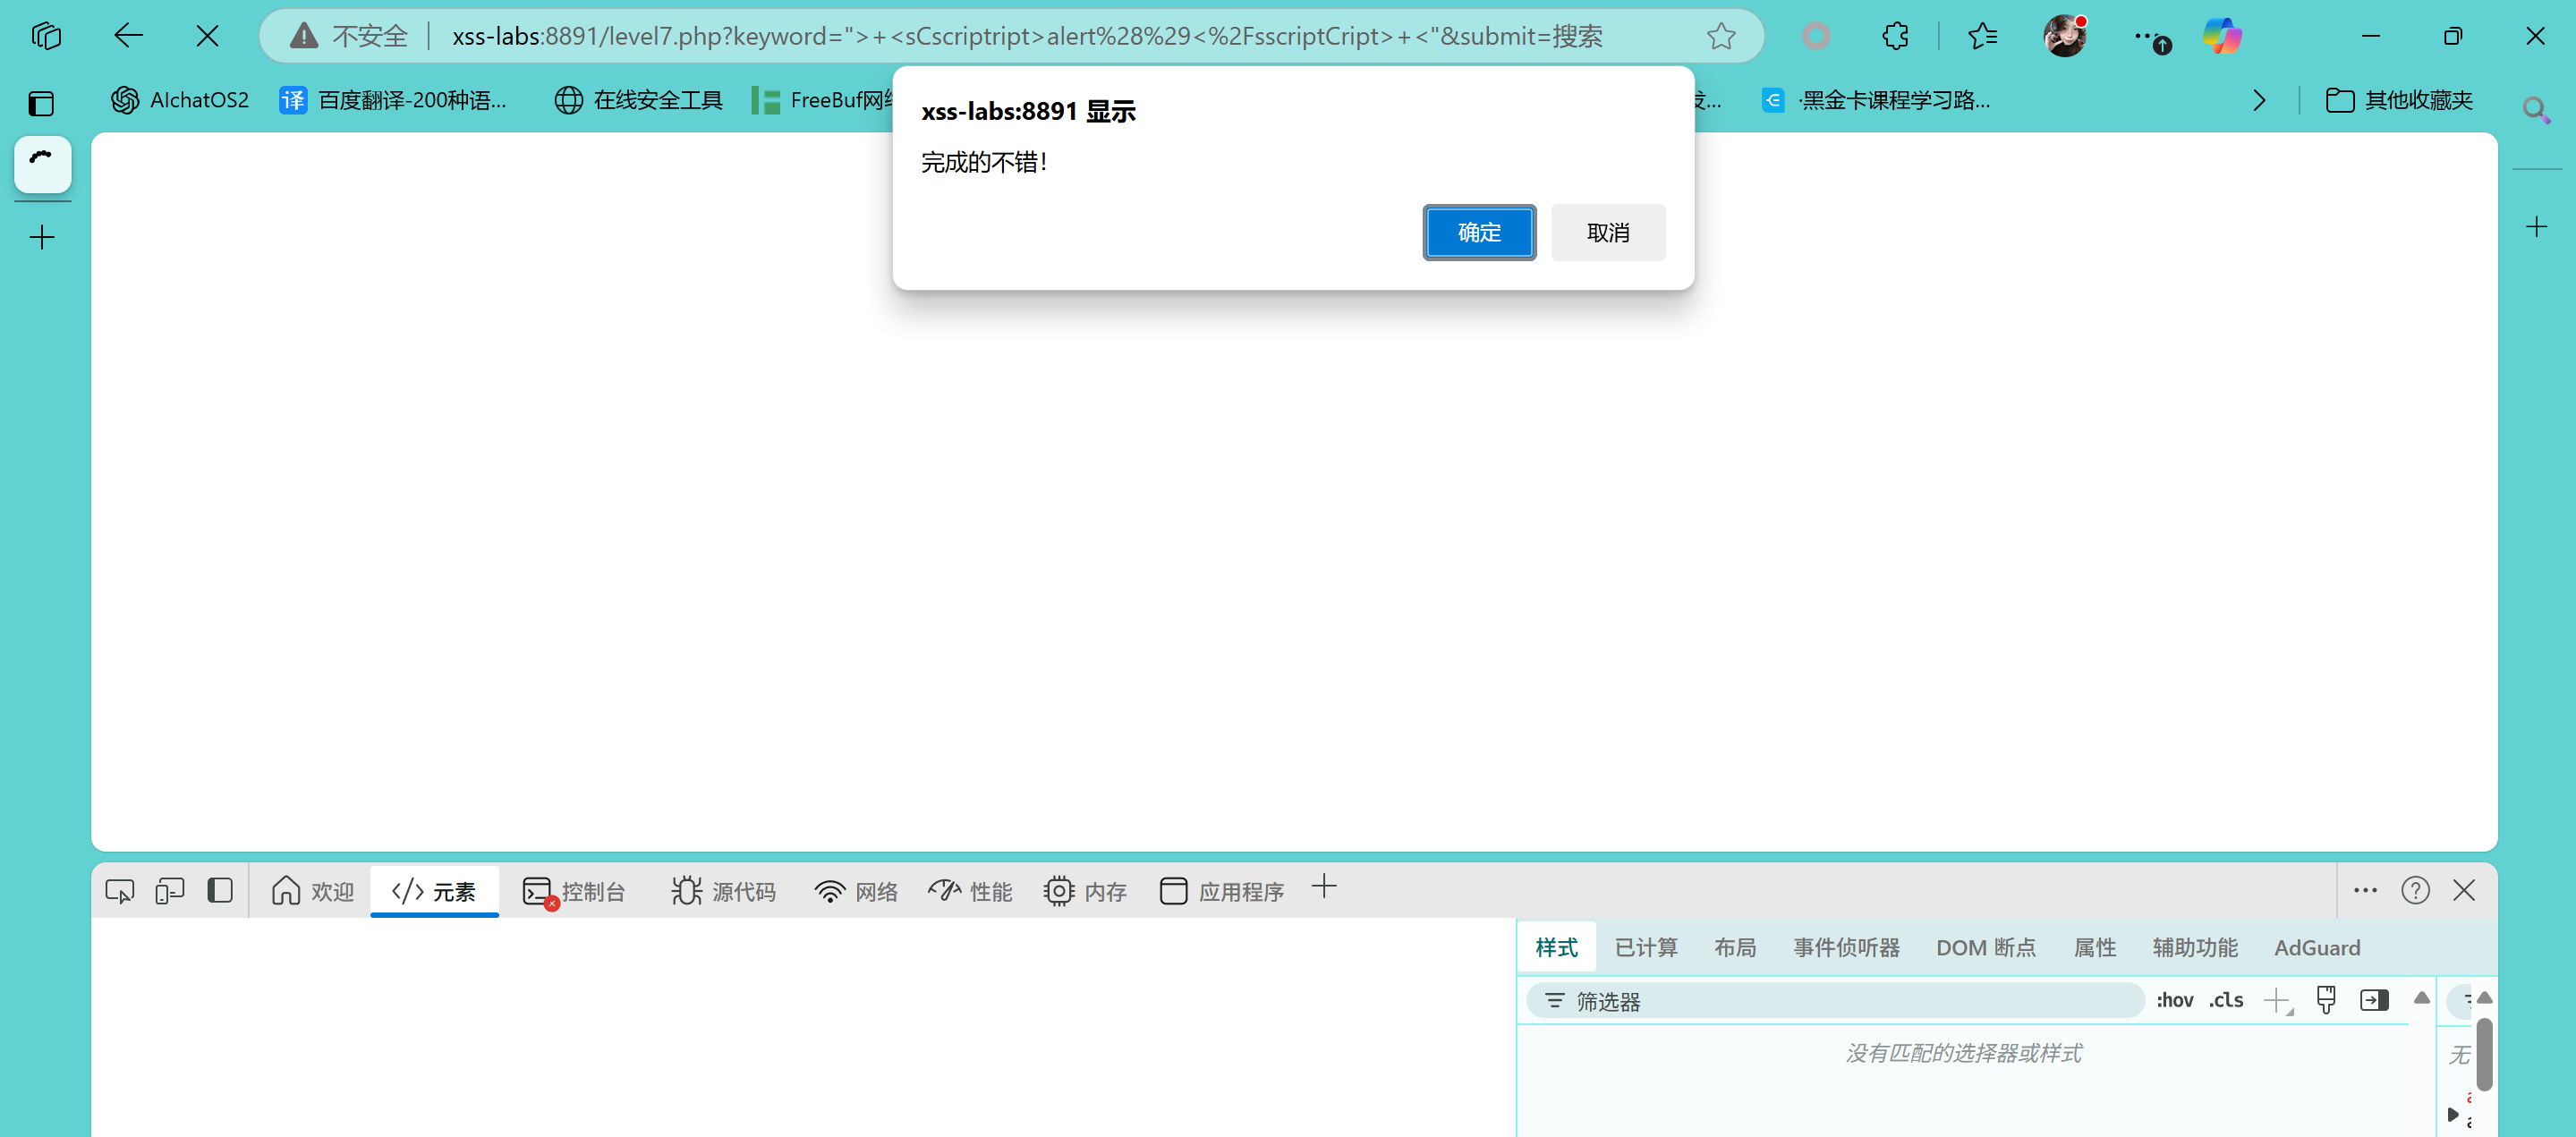 不安全 xss-labs:8891/level7.php?keyword=">+<sCscriptript>alert%28%29<%2FsscriptCript>+<"&submit=搜索
AIchatOS2 译 百度翻译-200种语... 在线安全工具 FreeBuf网络 ... ·黑金卡课程学习路... 其他收藏夹
xss-labs:8891 显示
完成的不错！
确定 取消
欢迎 元素 控制台 源代码 网络 性能 内存 应用程序
样式 已计算 布局 事件侦听器 DOM 断点 属性 辅助功能 AdGuard
筛选器 :hov .cls
没有匹配的选择器或样式 无
a
a